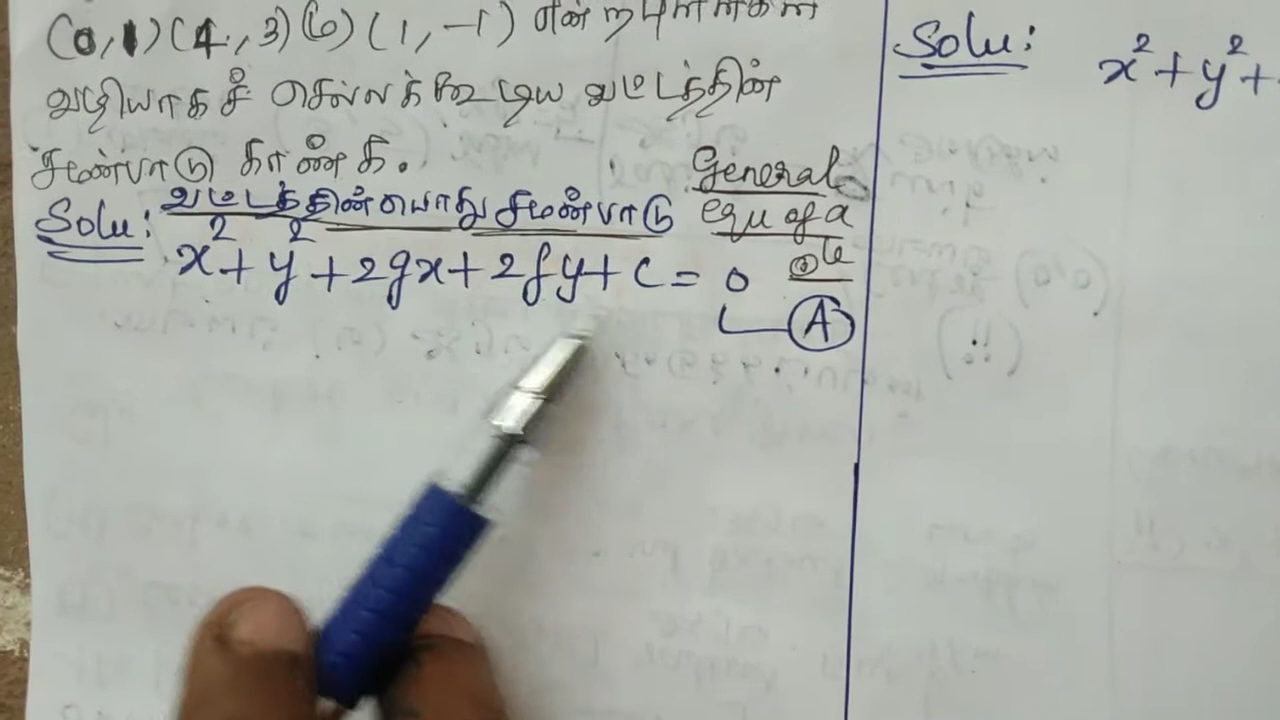 (0,1)(4,3)(ம)(1,-1) என்றபுள்ளிகள்
வழியாகச் செல்லக்கூடிய வட்டத்தின்
சமன்பாடு காண்க.
Solu: வட்டத்தின்பொது சமன்பாடு
General
equ of a
x²+y²+2gx+2fy+c=0
A
Solu: x²+y²+